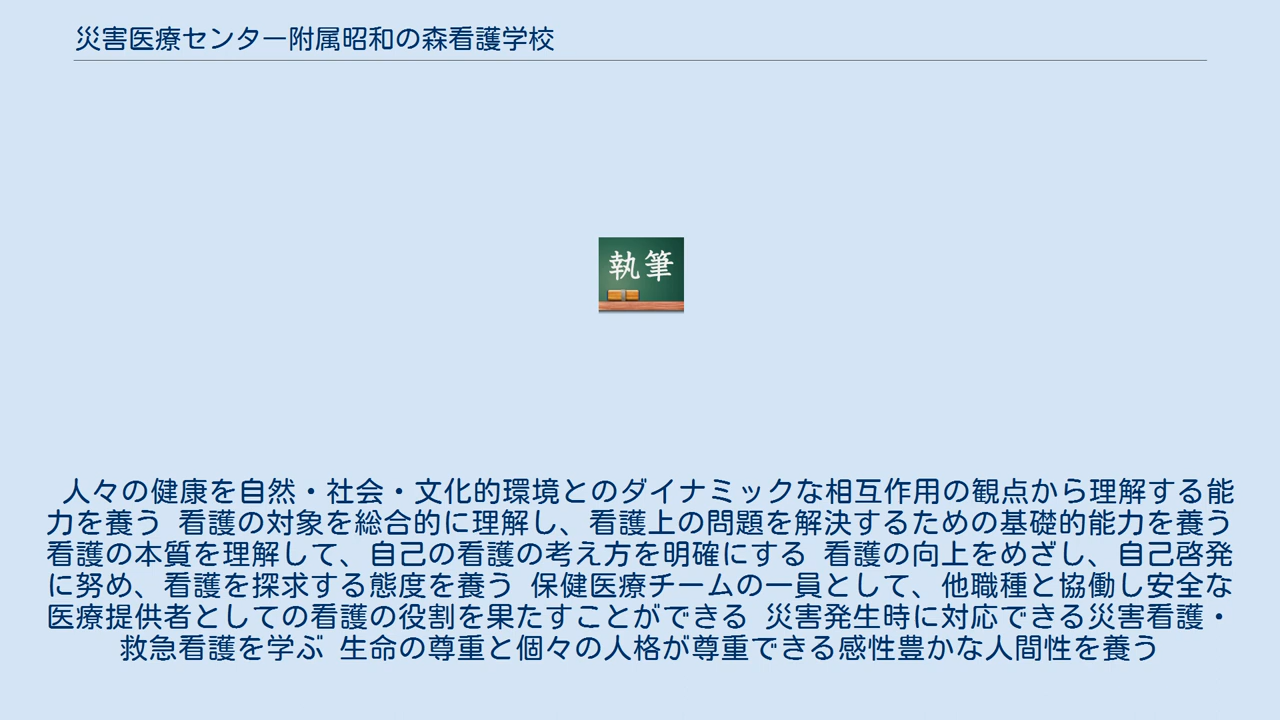 災害医療センター附属昭和の森看護学校
執筆
人々の健康を自然・社会・文化的環境とのダイナミックな相互作用の観点から理解する能
力を養う 看護の対象を総合的に理解し、看護上の問題を解決するための基礎的能力を養う
看護の本質を理解して、自己の看護の考え方を明確にする 看護の向上をめざし、自己啓発
に努め、看護を探求する態度を養う 保健医療チームの一員として、他職種と協働し安全な
医療提供者としての看護の役割を果たすことができる 災害発生時に対応できる災害看護・
救急看護を学ぶ 生命の尊重と個々の人格が尊重できる感性豊かな人間性を養う